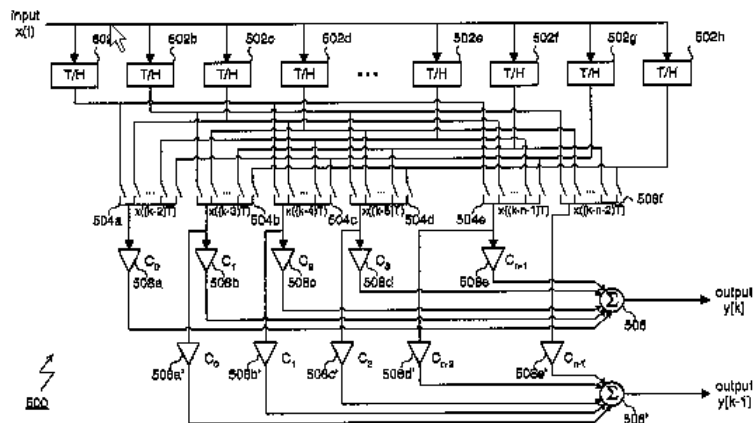 input
x(t)
502a 502b 502c 502d 502e 502f 502g 502h
T/H T/H T/H T/H ... T/H T/H T/H T/H
... ... ... ... ... ...
504a x((k-2)T) x((k-3)T) 504b x((k-4)T) 504c x((k-5)T) 504d 504e x((k-n-1)T) x((k-n-2)T) 508f
C0 C1 C2 C3 Cn-1
508a 508b 508c 508d 508e
Σ
506
output
y[k]
C0 C1 C2 Cn-2 Cn-1
508a' 508b' 508c' 508d' 508e'
Σ
506'
output
y[k-1]
500